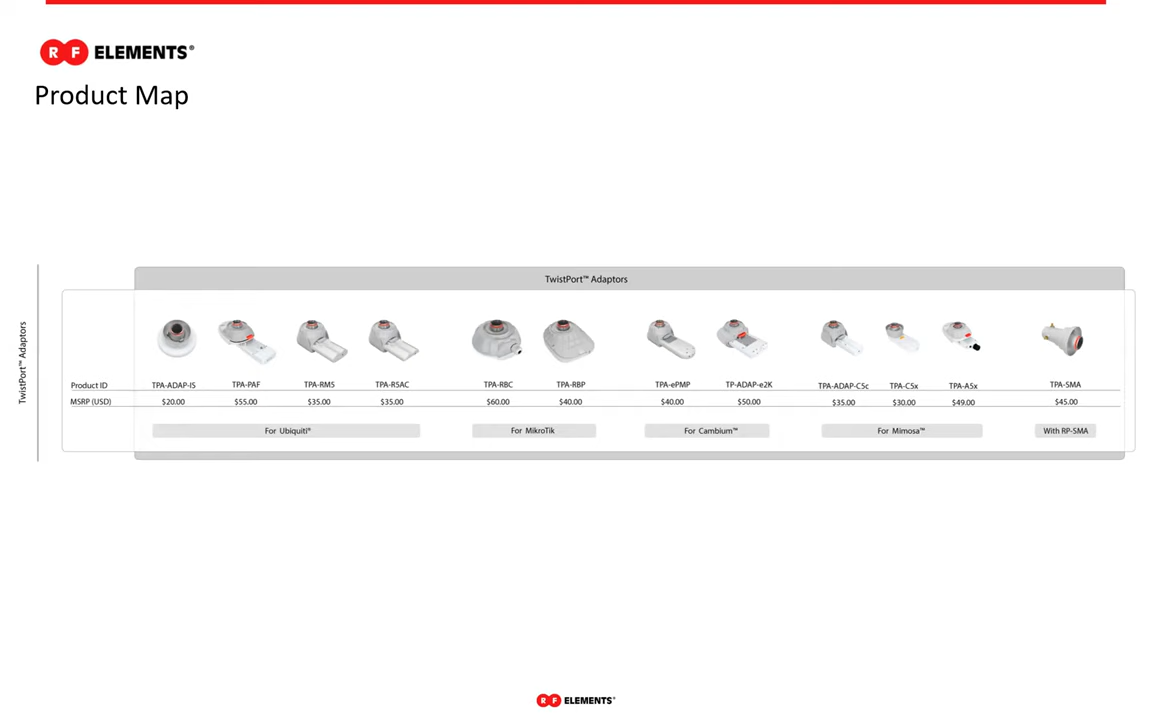 R F ELEMENTS®
Product Map
TwistPort™ Adaptors
TwistPort™ Adaptors
Product ID TPA-ADAP-IS TPA-PAF TPA-RM5 TPA-R5AC TPA-RBC TPA-RBP TPA-ePMP TP-ADAP-e2K TPA-ADAP-C5c TPA-C5x TPA-A5x TPA-SMA
MSRP (USD) $20.00 $55.00 $35.00 $35.00 $60.00 $40.00 $40.00 $50.00 $35.00 $30.00 $49.00 $45.00
For Ubiquiti® For MikroTik For Cambium™ For Mimosa™ With RP-SMA
R F ELEMENTS®